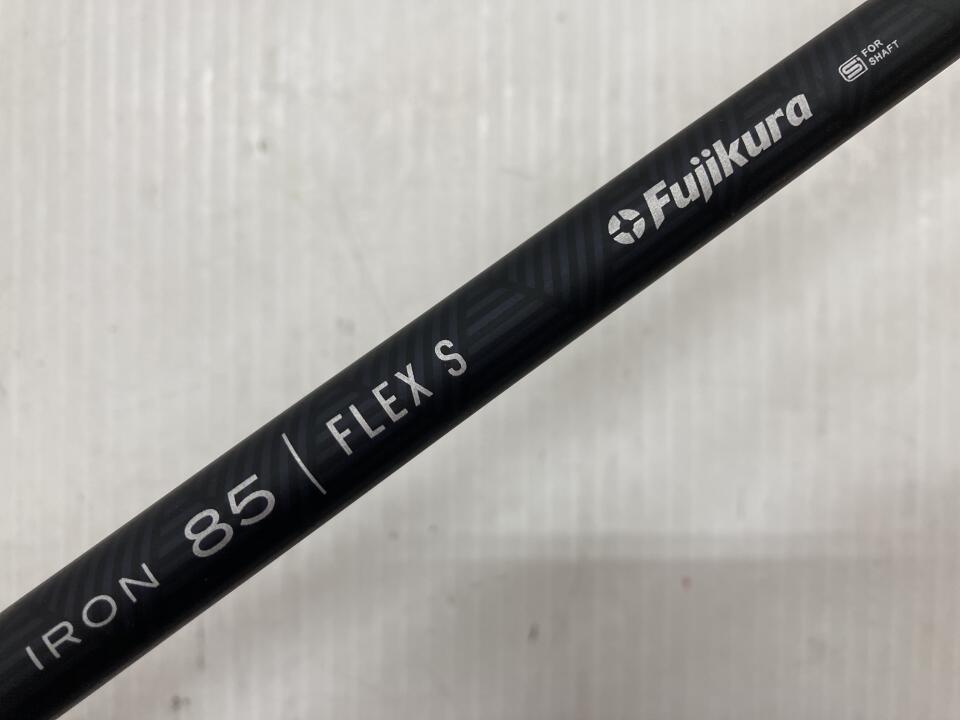 IRON 85 | FLEX S
Fujikura
S FOR
SHAFT